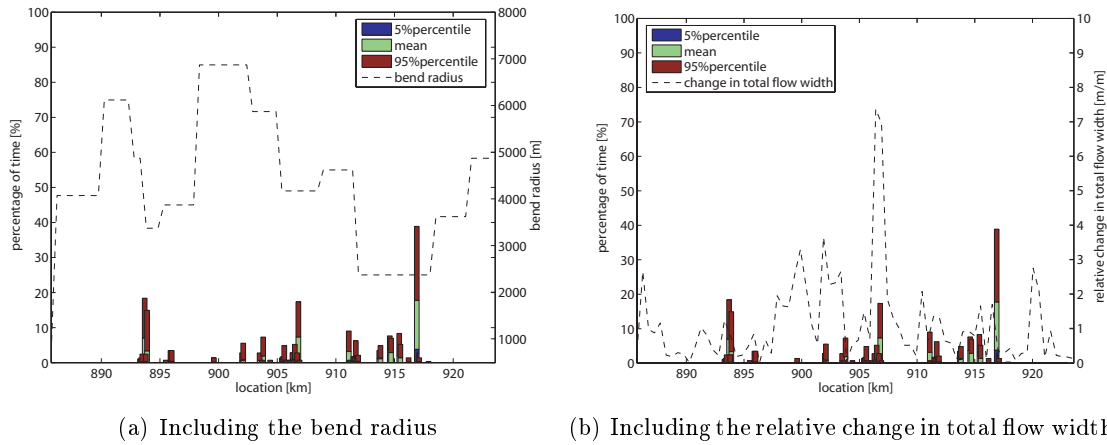 100
90
80
70
60
50
40
30
20
10
0
percentage of time [%]
8000
7000
6000
5000
4000
3000
2000
1000
bend radius [m]
5%percentile
mean
95%percentile
bend radius
890 895 900 905 910 915 920
location [km]
(a) Including the bend radius
100
90
80
70
60
50
40
30
20
10
0
percentage of time [%]
10
9
8
7
6
5
4
3
2
1
0
relative change in total flow width [m/m]
5%percentile
mean
95%percentile
change in total flow width
890 895 900 905 910 915 920
location [km]
(b) Including the relative change in total flow width